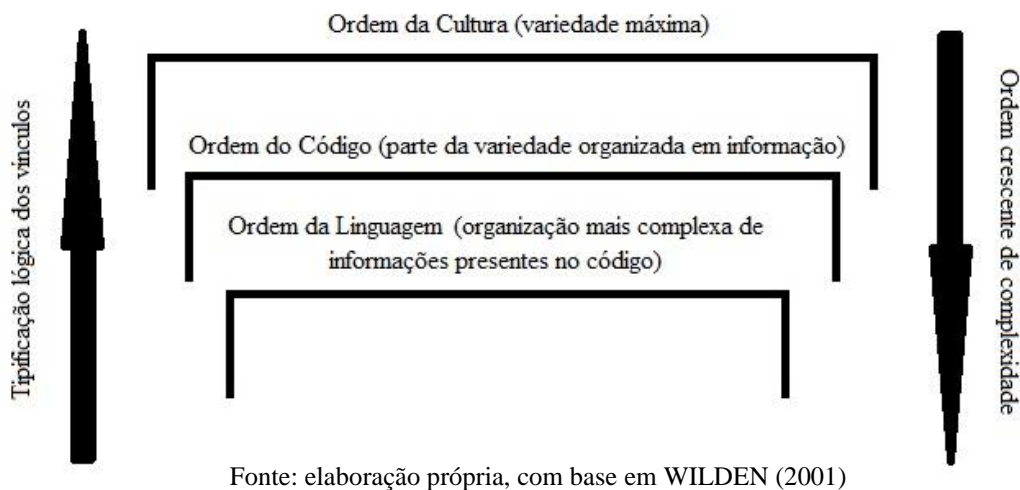 Ordem da Cultura (variedade máxima)
Ordem do Código (parte da variedade organizada em informação)
Ordem da Linguagem (organização mais complexa de
informações presentes no código)
Tipificação lógica dos vínculos
Ordem crescente de complexidade
Fonte: elaboração própria, com base em WILDEN (2001)